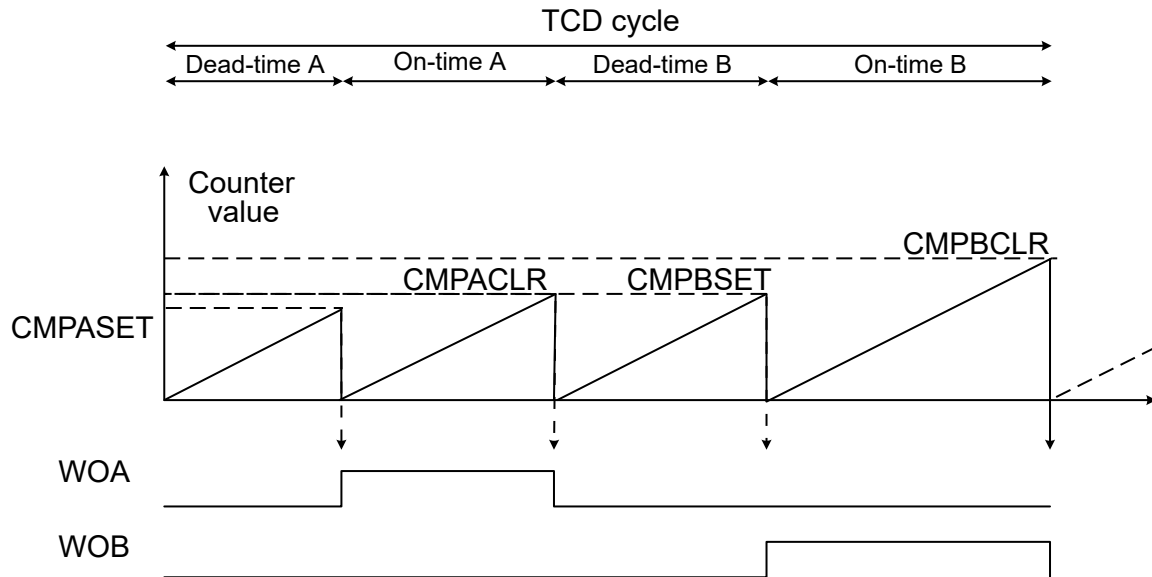 TCD cycle
Dead-time A
On-time A
Dead-time B
On-time B
Counter
value
CMPBCLR
CMPACLR
CMPBSET
CMPASET
WOA
WOB